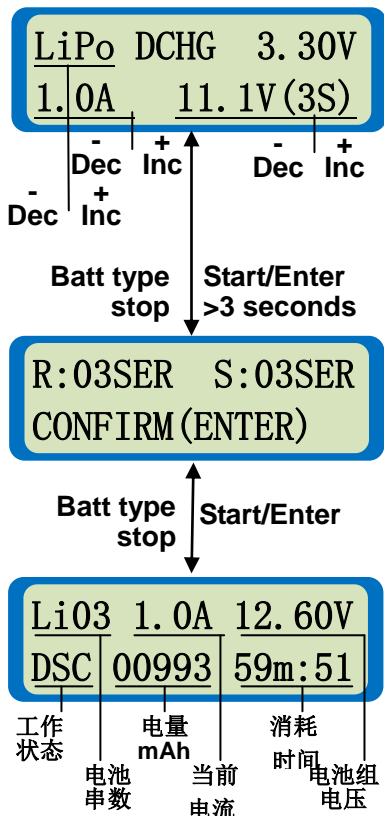 LiPo DCHG 3.30V
1.0A 11.1V(3S)
- + - +
Dec Inc Dec Inc
- +
Dec Inc
Batt type Start/Enter
stop >3 seconds
R:03SER S:03SER
CONFIRM(ENTER)
Batt type Start/Enter
stop
Li03 1.0A 12.60V
DSC 00993 59m:51
工作 电量 消耗
状态 mAh 时间
电池 当前 电池组
串数 电流 电压